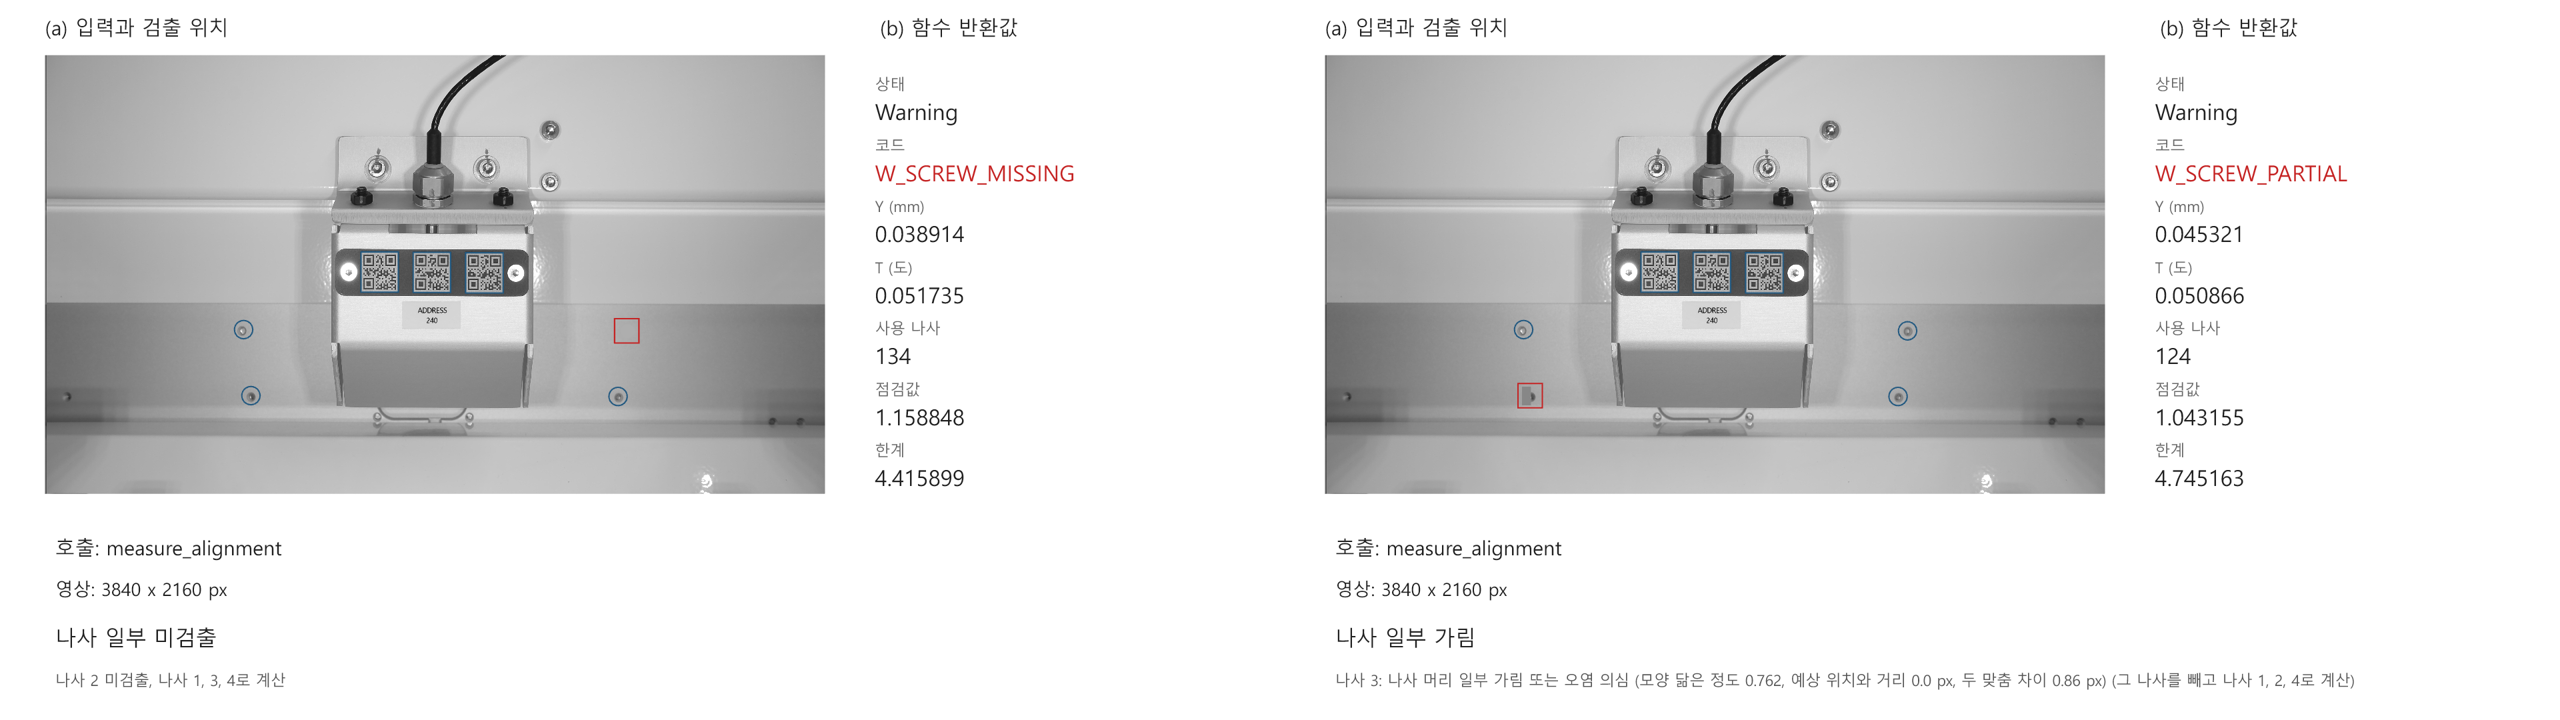 (a) 입력과 검출 위치
(b) 함수 반환값
ADDRESS
240
상태
Warning
코드
W_SCREW_MISSING
Y (mm)
0.038914
T (도)
0.051735
사용 나사
134
점검값
1.158848
한계
4.415899
호출: measure_alignment
영상: 3840 x 2160 px
나사 일부 미검출
나사 2 미검출, 나사 1, 3, 4로 계산
(a) 입력과 검출 위치
(b) 함수 반환값
ADDRESS
240
상태
Warning
코드
W_SCREW_PARTIAL
Y (mm)
0.045321
T (도)
0.050866
사용 나사
124
점검값
1.043155
한계
4.745163
호출: measure_alignment
영상: 3840 x 2160 px
나사 일부 가림
나사 3: 나사 머리 일부 가림 또는 오염 의심 (모양 닮은 정도 0.762, 예상 위치와 거리 0.0 px, 두 맞춤 차이 0.86 px) (그 나사를 빼고 나사 1, 2, 4로 계산)